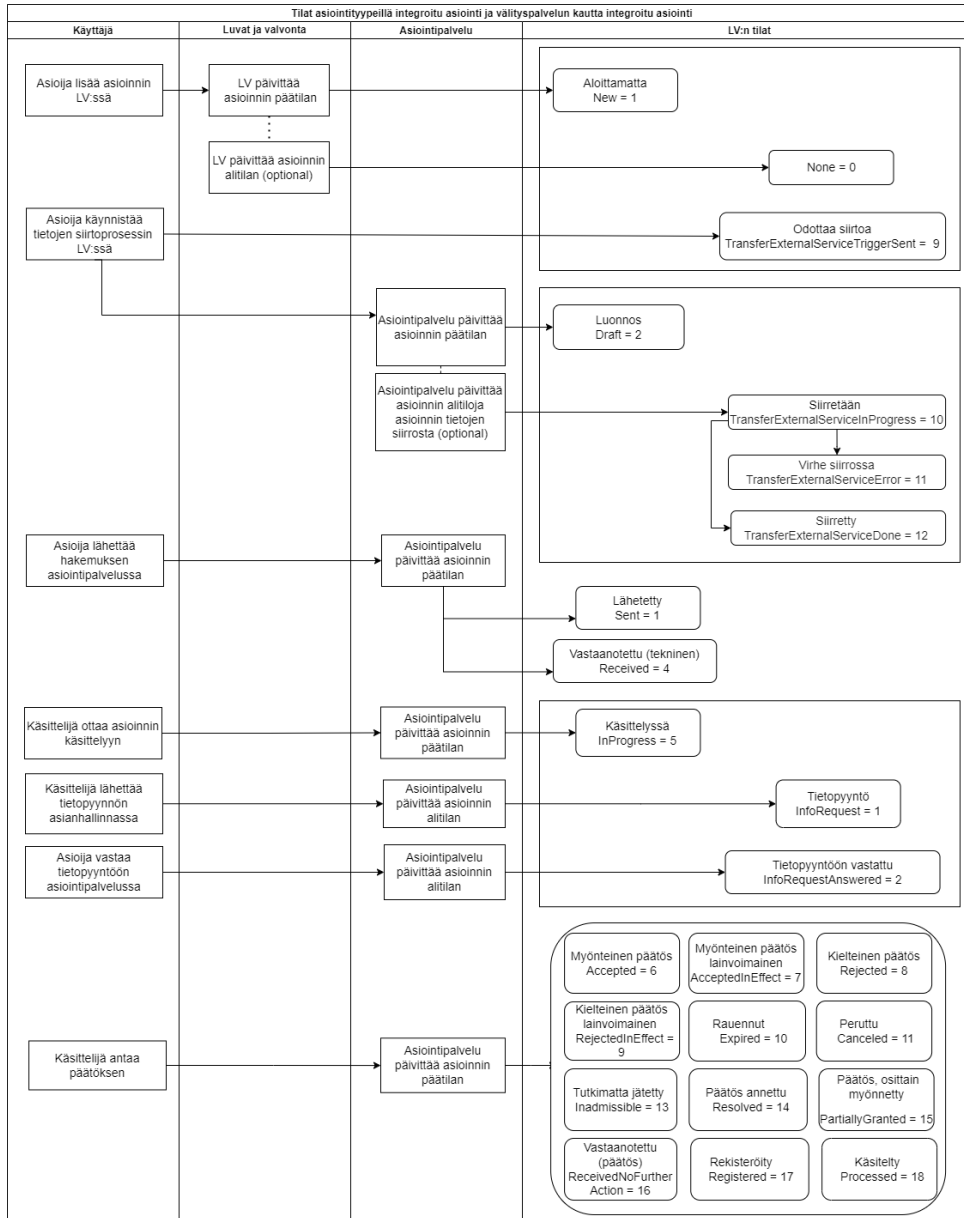 Tilat asiointityypeillä integroitu asiointi ja välityspalvelun kautta integroitu asiointi
Käyttäjä
Luvat ja valvonta
Asiointipalvelu
LV:n tilat
Asioija lisää asioinnin
LV:ssä
LV päivittää
asioinnin päätilan
Aloittamatta
New = 1
LV päivittää asioinnin
alitilan (optional)
None = 0
Asioija käynnistää
tietojen siirtoprosessin
LV:ssä
Odottaa siirtoa
TransferExternalServiceTriggerSent = 9
Asiointipalvelu päivittää
asioinnin päätilan
Luonnos
Draft = 2
Asiointipalvelu päivittää
asioinnin alitiloja
asioinnin tietojen
siirrosta (optional)
Siirretään
TransferExternalServiceInProgress = 10
Virhe siirrossa
TransferExternalServiceError = 11
Siirretty
TransferExternalServiceDone = 12
Asioija lähettää
hakemuksen
asiointipalvelussa
Asiointipalvelu
päivittää asioinnin
päätilan
Lähetetty
Sent = 1
Vastaanotettu (tekninen)
Received = 4
Käsittelijä ottaa asioinnin
käsittelyyn
Asiointipalvelu
päivittää asioinnin
päätilan
Käsittelyssä
InProgress = 5
Käsittelijä lähettää
tietopyynnön
asianhallinnassa
Asiointipalvelu
päivittää asioinnin
alitilan
Tietopyyntö
InfoRequest = 1
Asioija vastaa
tietopyyntöön
asiointipalvelussa
Asiointipalvelu
päivittää asioinnin
alitilan
Tietopyyntöön vastattu
InfoRequestAnswered = 2
Käsittelijä antaa
päätöksen
Asiointipalvelu
päivittää asioinnin
päätilan
Myönteinen päätös
Accepted = 6
Myönteinen päätös
lainvoimainen
AcceptedInEffect = 7
Kielteinen päätös
Rejected = 8
Kielteinen päätös
lainvoimainen
RejectedInEffect =
9
Rauennut
Expired = 10
Peruttu
Canceled = 11
Tutkimatta jätetty
Inadmissible = 13
Päätös annettu
Resolved = 14
Päätös, osittain
myönnetty
PartiallyGranted = 15
Vastaanotettu
(päätös)
ReceivedNoFurther
Action = 16
Rekisteröity
Registered = 17
Käsitelty
Processed = 18